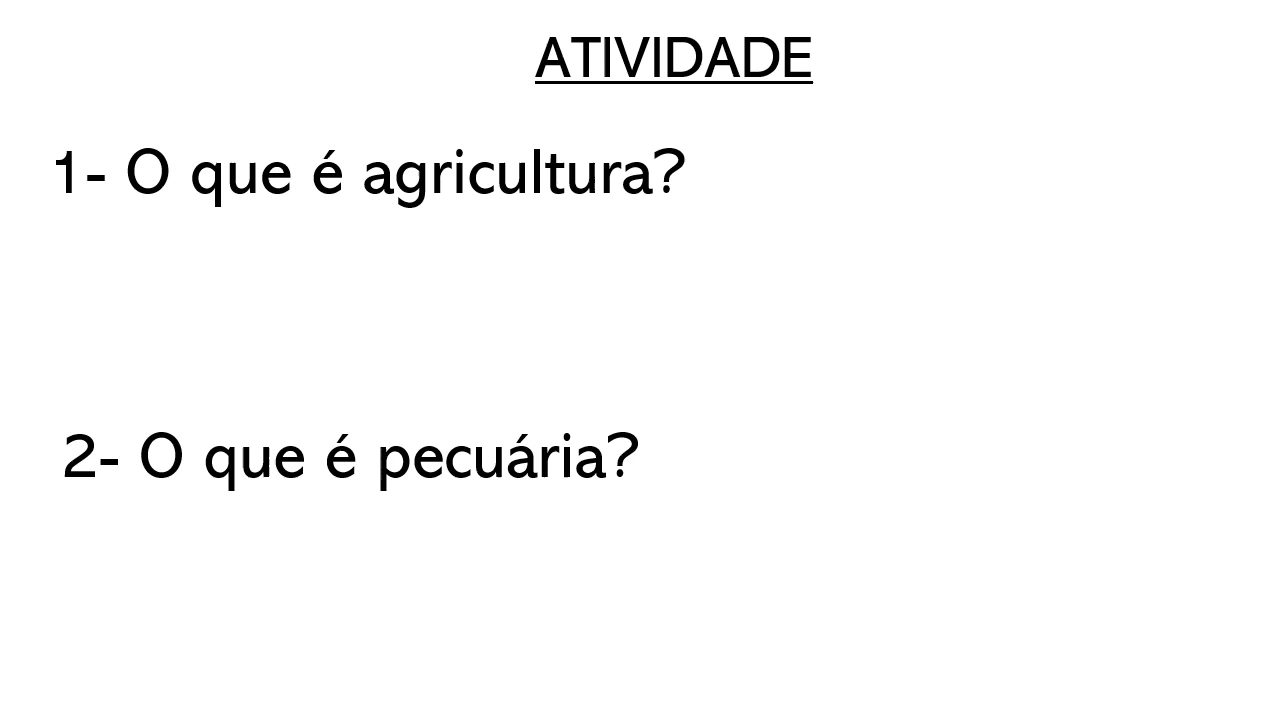 ATIVIDADE
1- O que é agricultura?
2- O que é pecuária?